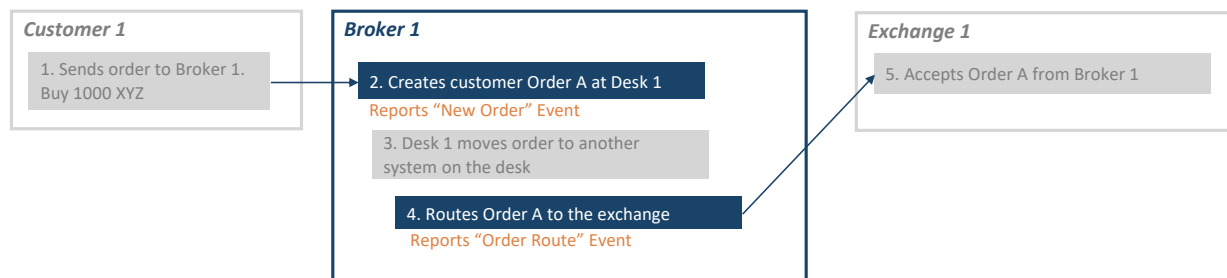 Customer 1
1. Sends order to Broker 1.
Buy 1000 XYZ
Broker 1
2. Creates customer Order A at Desk 1
Reports “New Order” Event
3. Desk 1 moves order to another
system on the desk
4. Routes Order A to the exchange
Reports “Order Route” Event
Exchange 1
5. Accepts Order A from Broker 1